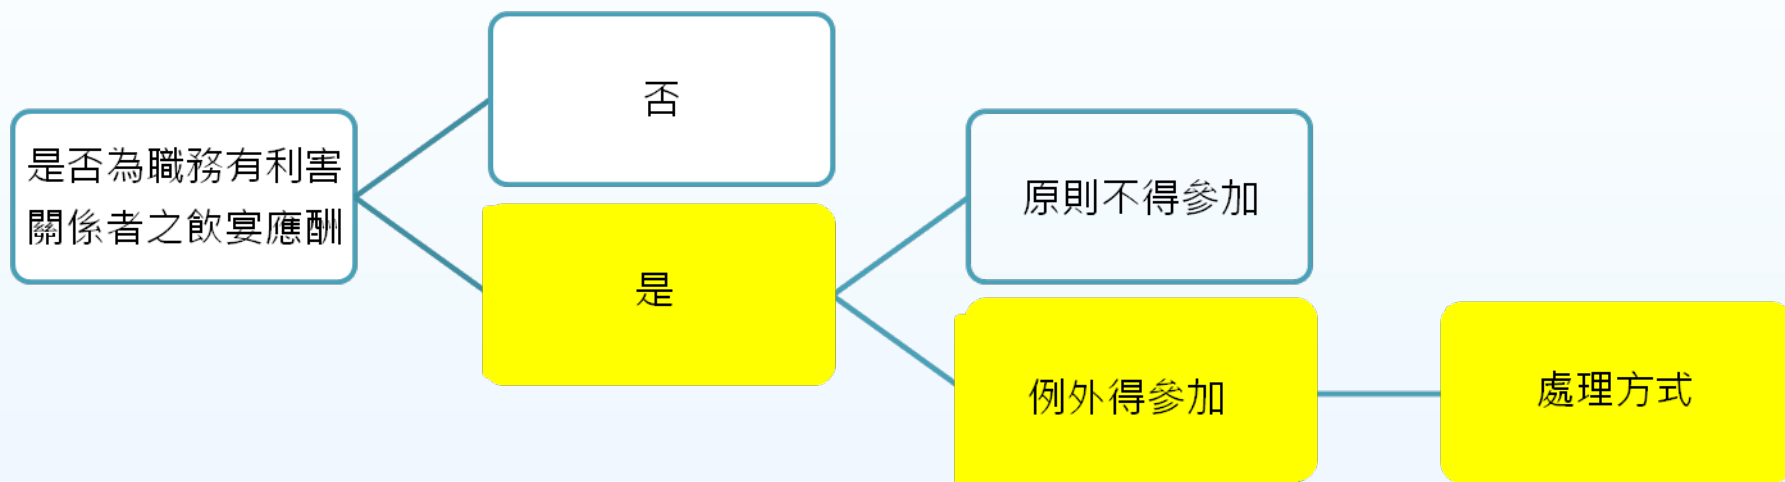 是否為職務有利害
關係者之飲宴應酬
否
是
原則不得參加
例外得參加
處理方式